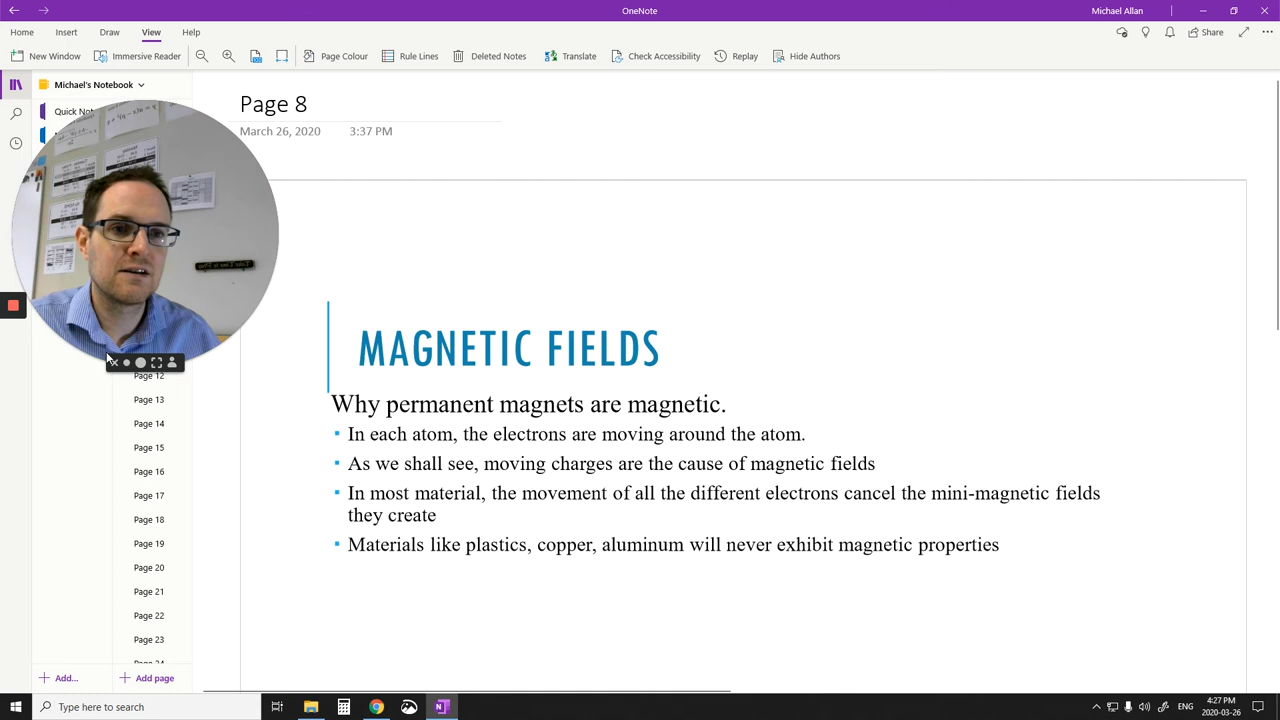 OneNote
Michael Allan
Home Insert Draw View Help
Share
New Window Immersive Reader Page Colour Rule Lines Deleted Notes Translate Check Accessibility Replay Hide Authors
Michael's Notebook
Quick Not
Page 8
March 26, 2020 3:37 PM
MAGNETIC FIELDS
Why permanent magnets are magnetic.
In each atom, the electrons are moving around the atom.
As we shall see, moving charges are the cause of magnetic fields
In most material, the movement of all the different electrons cancel the mini-magnetic fields
they create
Materials like plastics, copper, aluminum will never exhibit magnetic properties
Page 12
Page 13
Page 14
Page 15
Page 16
Page 17
Page 18
Page 19
Page 20
Page 21
Page 22
Page 23
Page 24
Add...
Add page
Type here to search
ENG
4:27 PM
2020-03-26